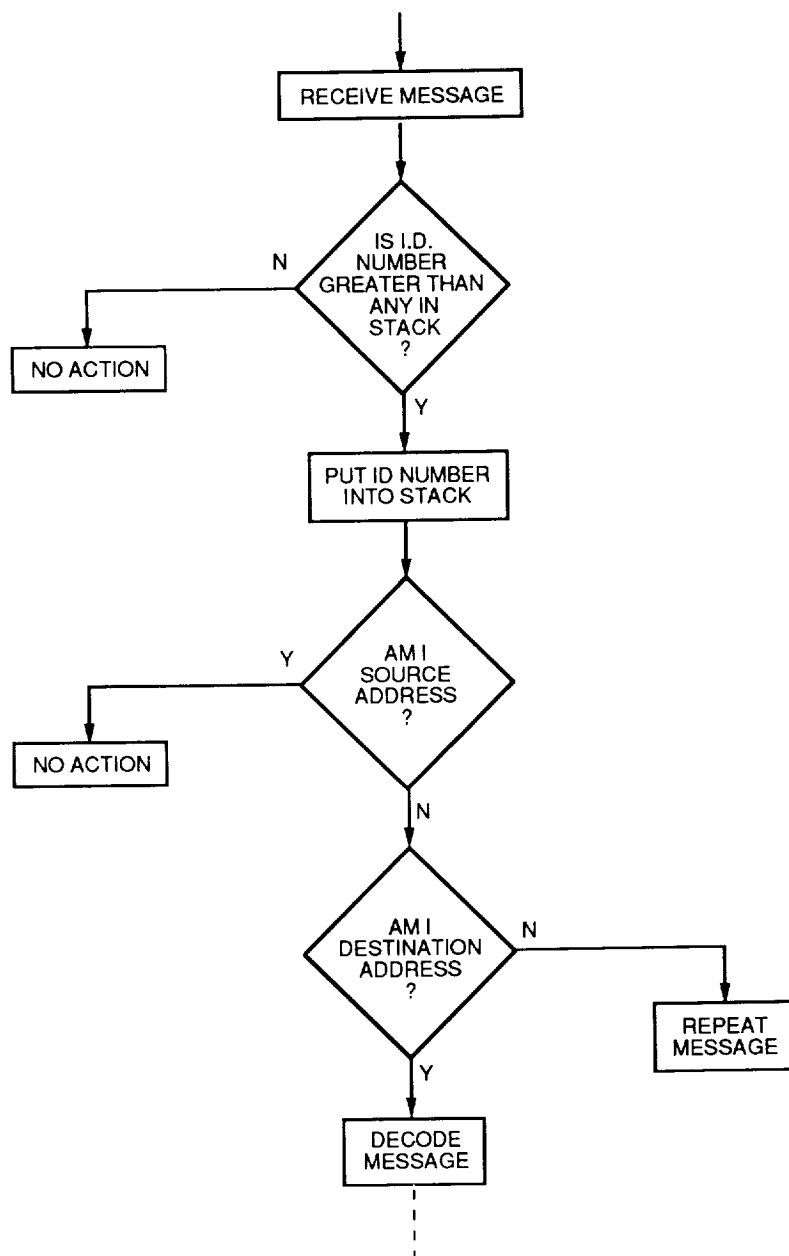 RECEIVE MESSAGE
IS I.D.
NUMBER
GREATER THAN
ANY IN
STACK
?
N
NO ACTION
Y
PUT ID NUMBER
INTO STACK
AM I
SOURCE
ADDRESS
?
Y
NO ACTION
N
AM I
DESTINATION
ADDRESS
?
N
REPEAT
MESSAGE
Y
DECODE
MESSAGE